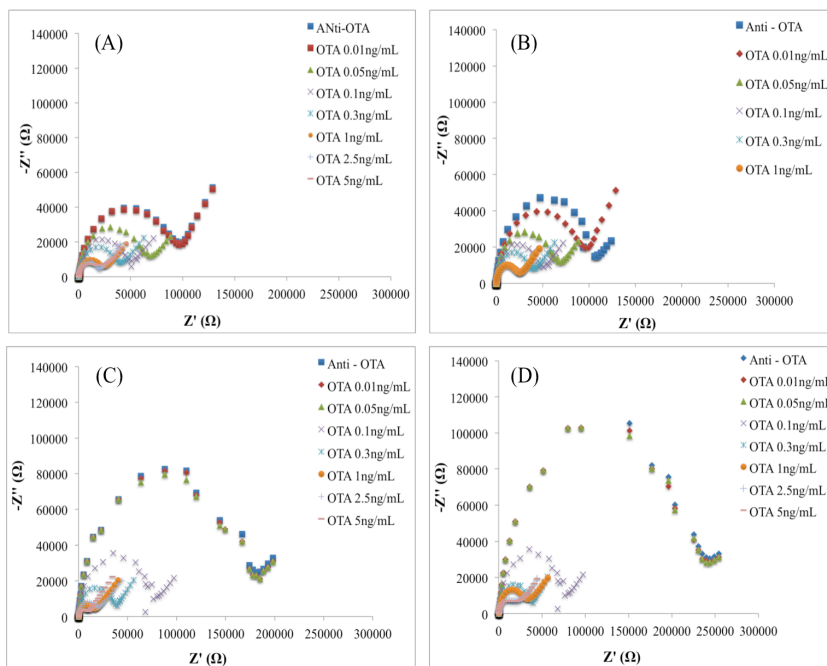 (A)
140000
120000
100000
80000
60000
40000
20000
0
-Z'' (Ω)
0 50000 100000 150000 200000 250000 300000
Z' (Ω)
ANti-OTA
OTA 0.01ng/mL
OTA 0.05ng/mL
OTA 0.1ng/mL
OTA 0.3ng/mL
OTA 1ng/mL
OTA 2.5ng/mL
OTA 5ng/mL
(B)
140000
120000
100000
80000
60000
40000
20000
0
-Z'' (Ω)
0 50000 100000 150000 200000 250000 300000
Z' (Ω)
Anti - OTA
OTA 0.01ng/mL
OTA 0.05ng/mL
OTA 0.1ng/mL
OTA 0.3ng/mL
OTA 1ng/mL
(C)
140000
120000
100000
80000
60000
40000
20000
0
-Z'' (Ω)
0 50000 100000 150000 200000 250000 300000
Z' (Ω)
Anti - OTA
OTA 0.01ng/mL
OTA 0.05ng/mL
OTA 0.1ng/mL
OTA 0.3ng/mL
OTA 1ng/mL
OTA 2.5ng/mL
OTA 5ng/mL
(D)
140000
120000
100000
80000
60000
40000
20000
0
-Z'' (Ω)
0 50000 100000 150000 200000 250000 300000
Z' (Ω)
Anti - OTA
OTA 0.01ng/mL
OTA 0.05ng/mL
OTA 0.1ng/mL
OTA 0.3ng/mL
OTA 1ng/mL
OTA 2.5ng/mL
OTA 5ng/mL